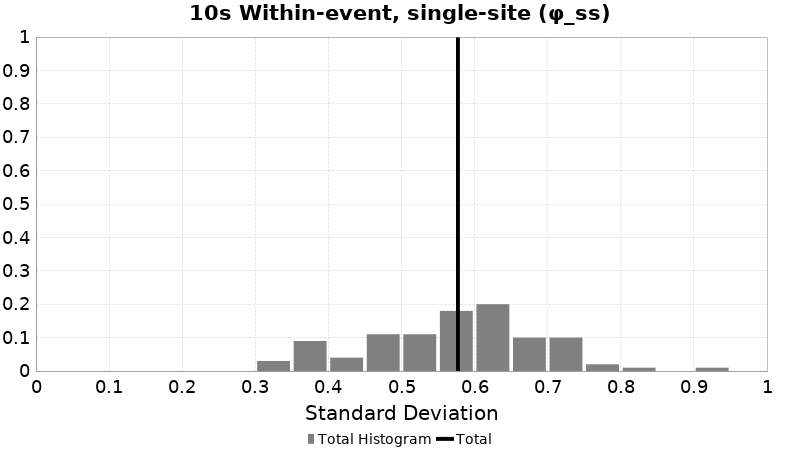 10s Within-event, single-site (φ_ss)
1
0.9
0.8
0.7
0.6
0.5
0.4
0.3
0.2
0.1
0
0 0.1 0.2 0.3 0.4 0.5 0.6 0.7 0.8 0.9 1
Standard Deviation
Total Histogram Total